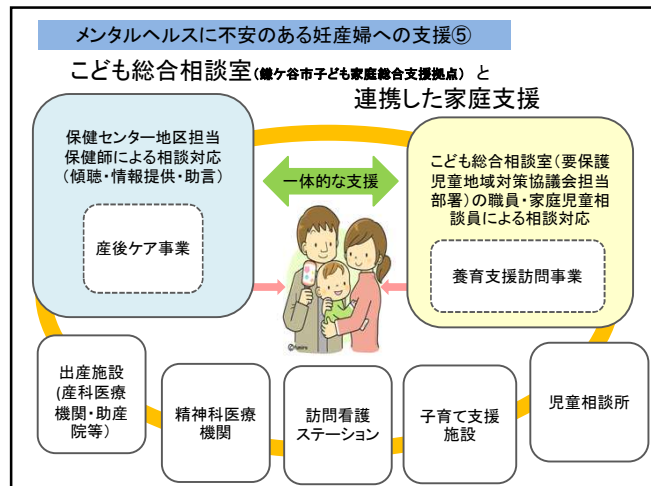 メンタルヘルスに不安のある妊産婦への支援⑤
こども総合相談室(鎌ケ谷市子ども家庭総合支援拠点) と
連携した家庭支援
保健センター地区担当
保健師による相談対応
(傾聴・情報提供・助言)
産後ケア事業
一体的な支援
こども総合相談室(要保護
児童地域対策協議会担当
部署)の職員・家庭児童相
談員による相談対応
養育支援訪問事業
出産施設
(産科医療
機関・助産
院等)
精神科医療
機関
訪問看護
ステーション
子育て支援
施設
児童相談所